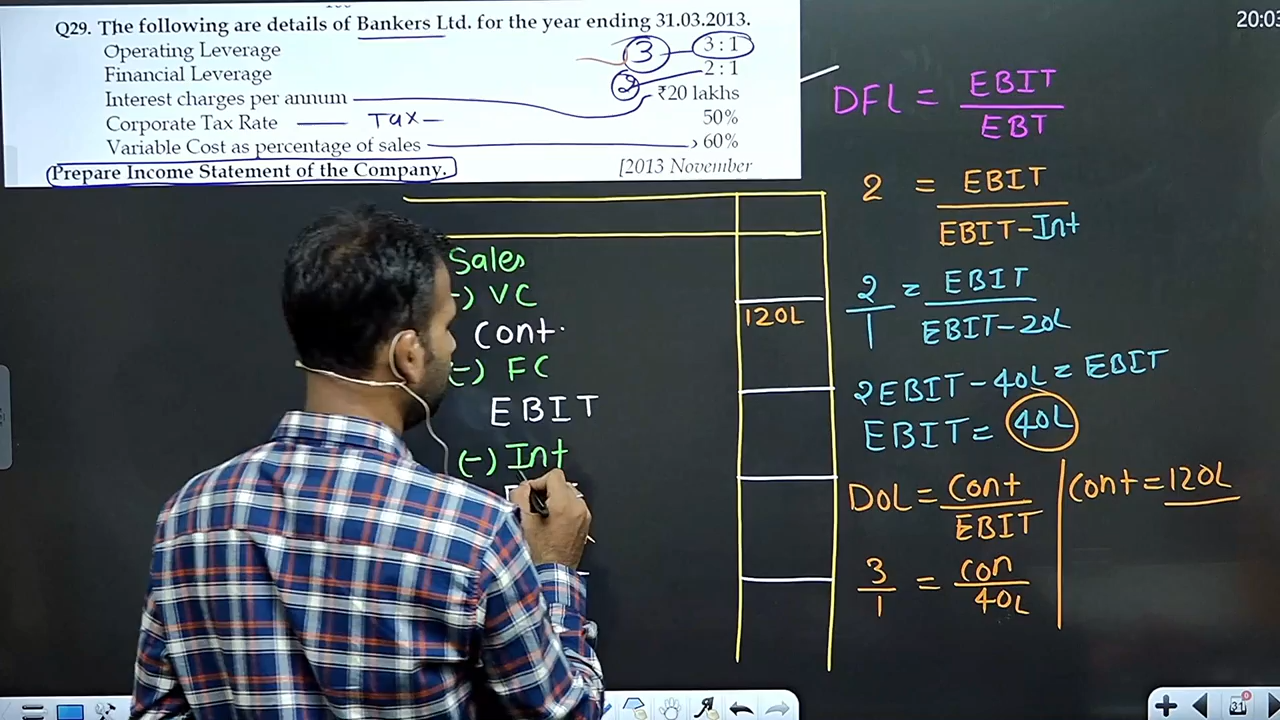 20:03
Q29. The following are details of Bankers Ltd. for the year ending 31.03.2013.
Operating Leverage 3 3 : 1
Financial Leverage 2 2 : 1
Interest charges per annum ₹20 lakhs
Corporate Tax Rate Tax 50%
Variable Cost as percentage of sales 60%
Prepare Income Statement of the Company. [2013 November
Sales
-) VC
Cont. 120L
(-) FC
EBIT
(-) Int
DFL = EBIT / EBT
2 = EBIT / EBIT-Int
2/1 = EBIT / EBIT-20L
2EBIT-40L = EBIT
EBIT = 40L
DOL = Cont / EBIT
Cont = 120L
3/1 = Con / 40L
31